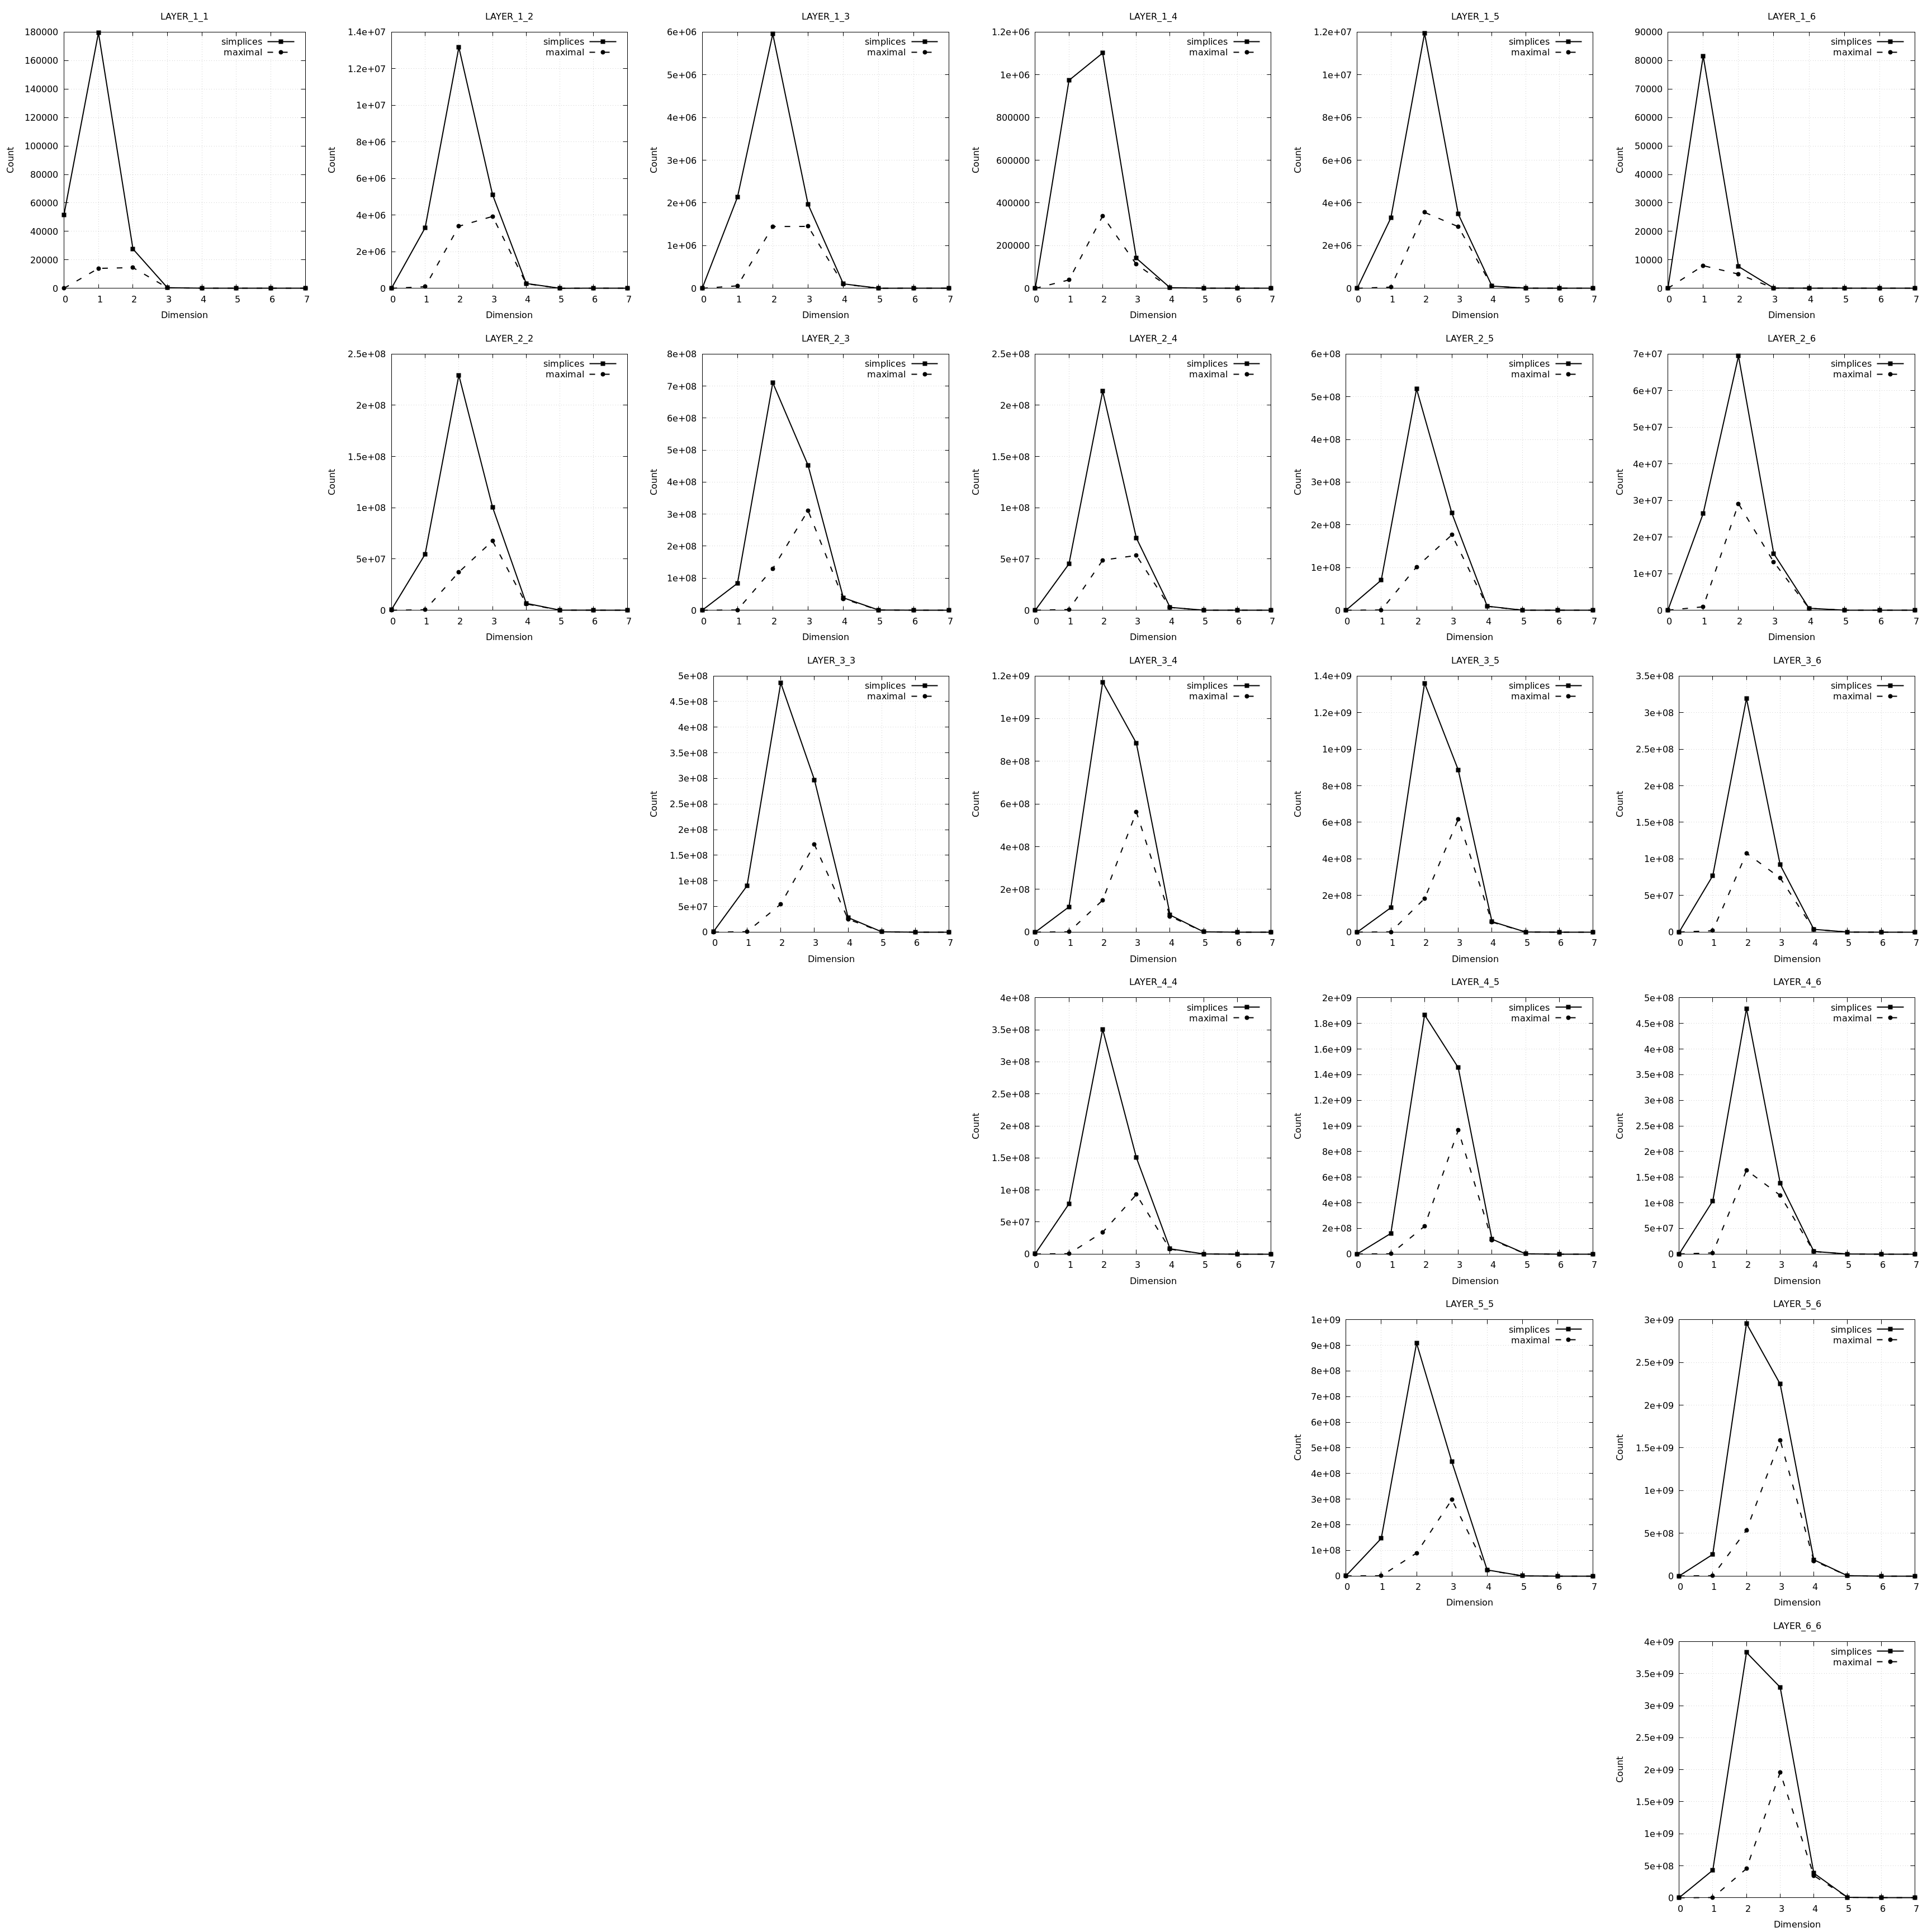 LAYER_1_1
180000
160000
140000
120000
100000
80000
60000
40000
20000
0
Count
simplices
maximal
0 1 2 3 4 5 6 7
Dimension
LAYER_1_2
1.4e+07
1.2e+07
1e+07
8e+06
6e+06
4e+06
2e+06
0
Count
simplices
maximal
0 1 2 3 4 5 6 7
Dimension
LAYER_1_3
6e+06
5e+06
4e+06
3e+06
2e+06
1e+06
0
Count
simplices
maximal
0 1 2 3 4 5 6 7
Dimension
LAYER_1_4
1.2e+06
1e+06
800000
600000
400000
200000
0
Count
simplices
maximal
0 1 2 3 4 5 6 7
Dimension
LAYER_1_5
1.2e+07
1e+07
8e+06
6e+06
4e+06
2e+06
0
Count
simplices
maximal
0 1 2 3 4 5 6 7
Dimension
LAYER_1_6
90000
80000
70000
60000
50000
40000
30000
20000
10000
0
Count
simplices
maximal
0 1 2 3 4 5 6 7
Dimension
LAYER_2_2
2.5e+08
2e+08
1.5e+08
1e+08
5e+07
0
Count
simplices
maximal
0 1 2 3 4 5 6 7
Dimension
LAYER_2_3
8e+08
7e+08
6e+08
5e+08
4e+08
3e+08
2e+08
1e+08
0
Count
simplices
maximal
0 1 2 3 4 5 6 7
Dimension
LAYER_2_4
2.5e+08
2e+08
1.5e+08
1e+08
5e+07
0
Count
simplices
maximal
0 1 2 3 4 5 6 7
Dimension
LAYER_2_5
6e+08
5e+08
4e+08
3e+08
2e+08
1e+08
0
Count
simplices
maximal
0 1 2 3 4 5 6 7
Dimension
LAYER_2_6
7e+07
6e+07
5e+07
4e+07
3e+07
2e+07
1e+07
0
Count
simplices
maximal
0 1 2 3 4 5 6 7
Dimension
LAYER_3_3
5e+08
4.5e+08
4e+08
3.5e+08
3e+08
2.5e+08
2e+08
1.5e+08
1e+08
5e+07
0
Count
simplices
maximal
0 1 2 3 4 5 6 7
Dimension
LAYER_3_4
1.2e+09
1e+09
8e+08
6e+08
4e+08
2e+08
0
Count
simplices
maximal
0 1 2 3 4 5 6 7
Dimension
LAYER_3_5
1.4e+09
1.2e+09
1e+09
8e+08
6e+08
4e+08
2e+08
0
Count
simplices
maximal
0 1 2 3 4 5 6 7
Dimension
LAYER_3_6
3.5e+08
3e+08
2.5e+08
2e+08
1.5e+08
1e+08
5e+07
0
Count
simplices
maximal
0 1 2 3 4 5 6 7
Dimension
LAYER_4_4
4e+08
3.5e+08
3e+08
2.5e+08
2e+08
1.5e+08
1e+08
5e+07
0
Count
simplices
maximal
0 1 2 3 4 5 6 7
Dimension
LAYER_4_5
2e+09
1.8e+09
1.6e+09
1.4e+09
1.2e+09
1e+09
8e+08
6e+08
4e+08
2e+08
0
Count
simplices
maximal
0 1 2 3 4 5 6 7
Dimension
LAYER_4_6
5e+08
4.5e+08
4e+08
3.5e+08
3e+08
2.5e+08
2e+08
1.5e+08
1e+08
5e+07
0
Count
simplices
maximal
0 1 2 3 4 5 6 7
Dimension
LAYER_5_5
1e+09
9e+08
8e+08
7e+08
6e+08
5e+08
4e+08
3e+08
2e+08
1e+08
0
Count
simplices
maximal
0 1 2 3 4 5 6 7
Dimension
LAYER_5_6
3e+09
2.5e+09
2e+09
1.5e+09
1e+09
5e+08
0
Count
simplices
maximal
0 1 2 3 4 5 6 7
Dimension
LAYER_6_6
4e+09
3.5e+09
3e+09
2.5e+09
2e+09
1.5e+09
1e+09
5e+08
0
Count
simplices
maximal
0 1 2 3 4 5 6 7
Dimension